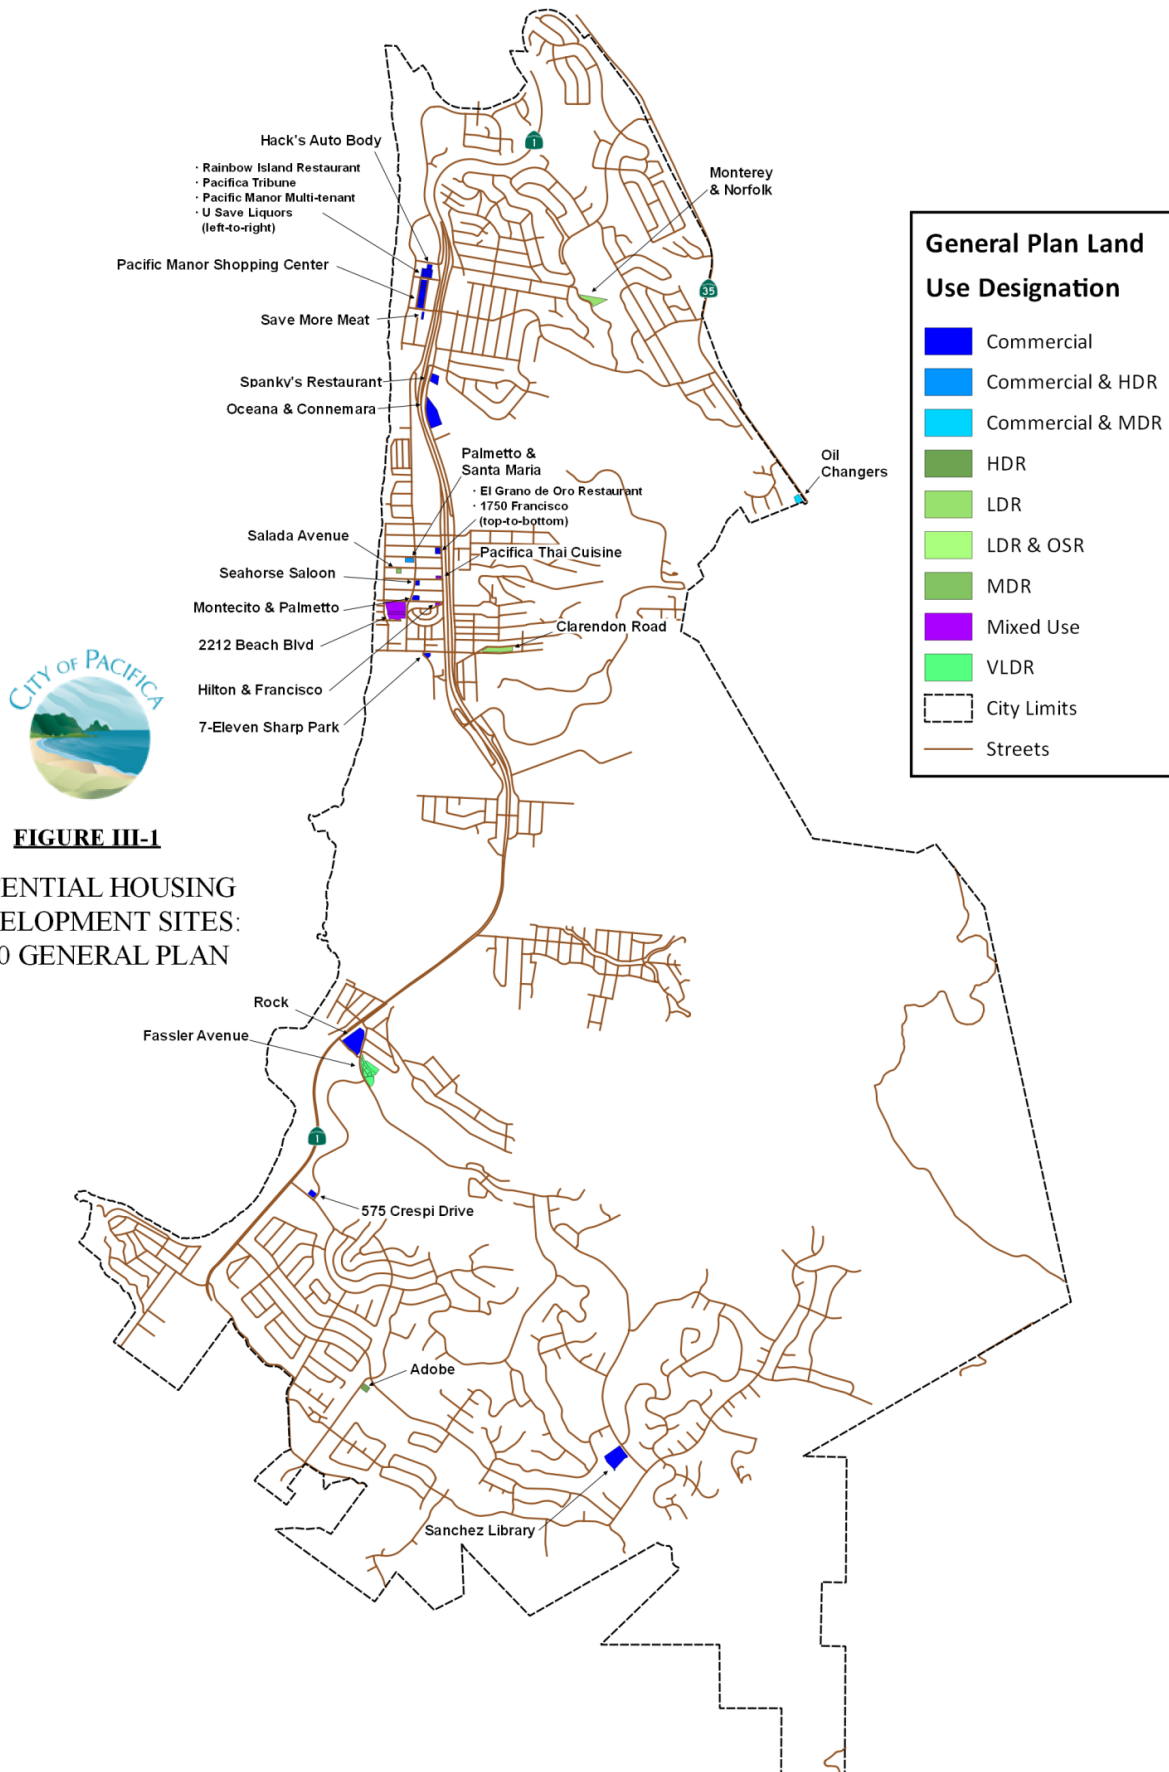 1
Hack's Auto Body
· Rainbow Island Restaurant
· Pacifica Tribune
· Pacific Manor Multi-tenant
· U Save Liquors
(left-to-right)
Monterey
& Norfolk
Pacific Manor Shopping Center
35
Save More Meat
Spanky's Restaurant
Oceana & Connemara
Palmetto &
Santa Maria
Oil
Changers
· El Grano de Oro Restaurant
· 1750 Francisco
(top-to-bottom)
Salada Avenue
Pacifica Thai Cuisine
Seahorse Saloon
Montecito & Palmetto
Clarendon Road
2212 Beach Blvd
Hilton & Francisco
7-Eleven Sharp Park
General Plan Land
Use Designation
Commercial
Commercial & HDR
Commercial & MDR
HDR
LDR
LDR & OSR
MDR
Mixed Use
VLDR
City Limits
Streets
CITY OF PACIFICA
FIGURE III-1
ENTIAL HOUSING
ELOPMENT SITES:
0 GENERAL PLAN
Rock
Fassler Avenue
1
575 Crespi Drive
Adobe
Sanchez Library